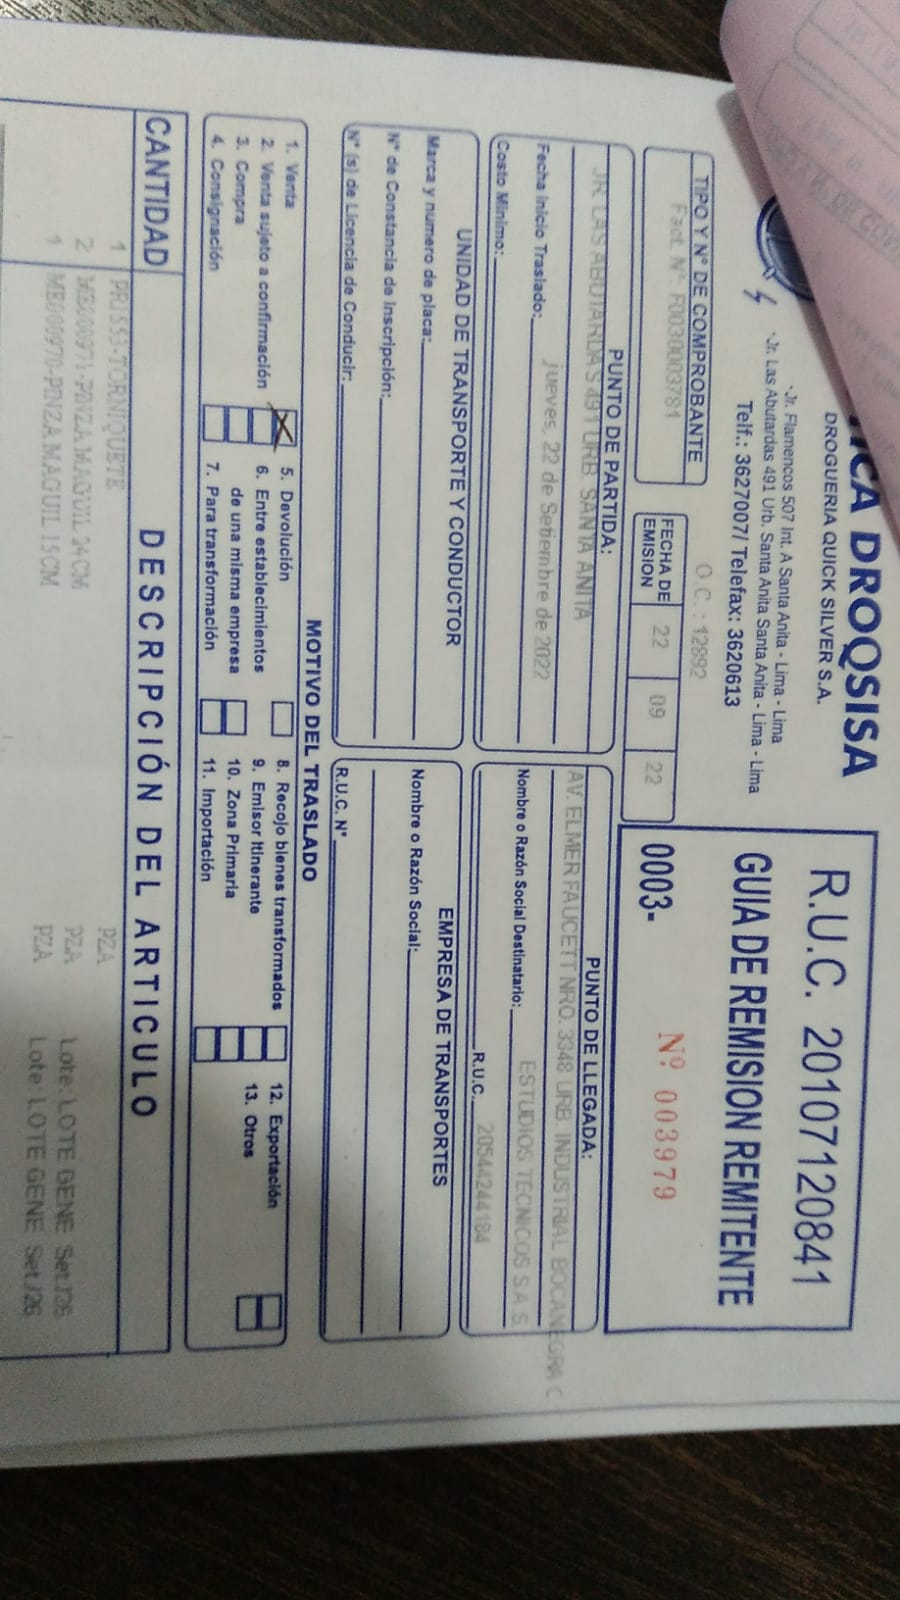 ICA DROQSISA
DROGUERIA QUICK SILVER S.A.
·Jr. Flamencos 507 Int. A Santa Anita - Lima - Lima
·Jr. Las Abutardas 491 Urb. Santa Anita Santa Anita - Lima - Lima
Telf.: 3627007/ Telefax: 3620613
R.U.C. 20107120841
GUIA DE REMISION REMITENTE
0003- Nº 003979
O.C. : 12892
TIPO Y Nº DE COMPROBANTE
Fact. Nº. F0030003781
FECHA DE EMISION 22 09 22
PUNTO DE PARTIDA:
JR. LAS ABUTARDAS 491 URB. SANTA ANITA
Fecha Inicio Traslado: jueves, 22 de Setiembre de 2022
Costo Mínimo:
PUNTO DE LLEGADA:
AV. ELMER FAUCETT NRO. 3348 URB. INDUSTRIAL BOCANEGRA C
Nombre o Razón Social Destinatario: ESTUDIOS TÉCNICOS S.A.S
R.U.C. 20544244184
UNIDAD DE TRANSPORTE Y CONDUCTOR
Marca y numero de placa:
Nº de Constancia de Inscripción:
Nº (s) de Licencia de Conducir:
EMPRESA DE TRANSPORTES
Nombre o Razón Social:
R.U.C. Nº
MOTIVO DEL TRASLADO
1. Venta
2. Venta sujeto a confirmación
3. Compra
4. Consignación
5. Devolución
6. Entre establecimientos
de una misma empresa
7. Para transformación
8. Recojo bienes transformados
9. Emisor Itinerante
10. Zona Primaria
11. Importación
12. Exportación
13. Otros
CANTIDAD DESCRIPCIÓN DEL ARTICULO
1 PR1553-TORNIQUETE PZA
2 ME000971-PINZA MAGUIL 24CM PZA Lote: LOTE GENE Set./26
1 ME000970-PINZA MAGUIL 15CM PZA Lote: LOTE GENE Set./26